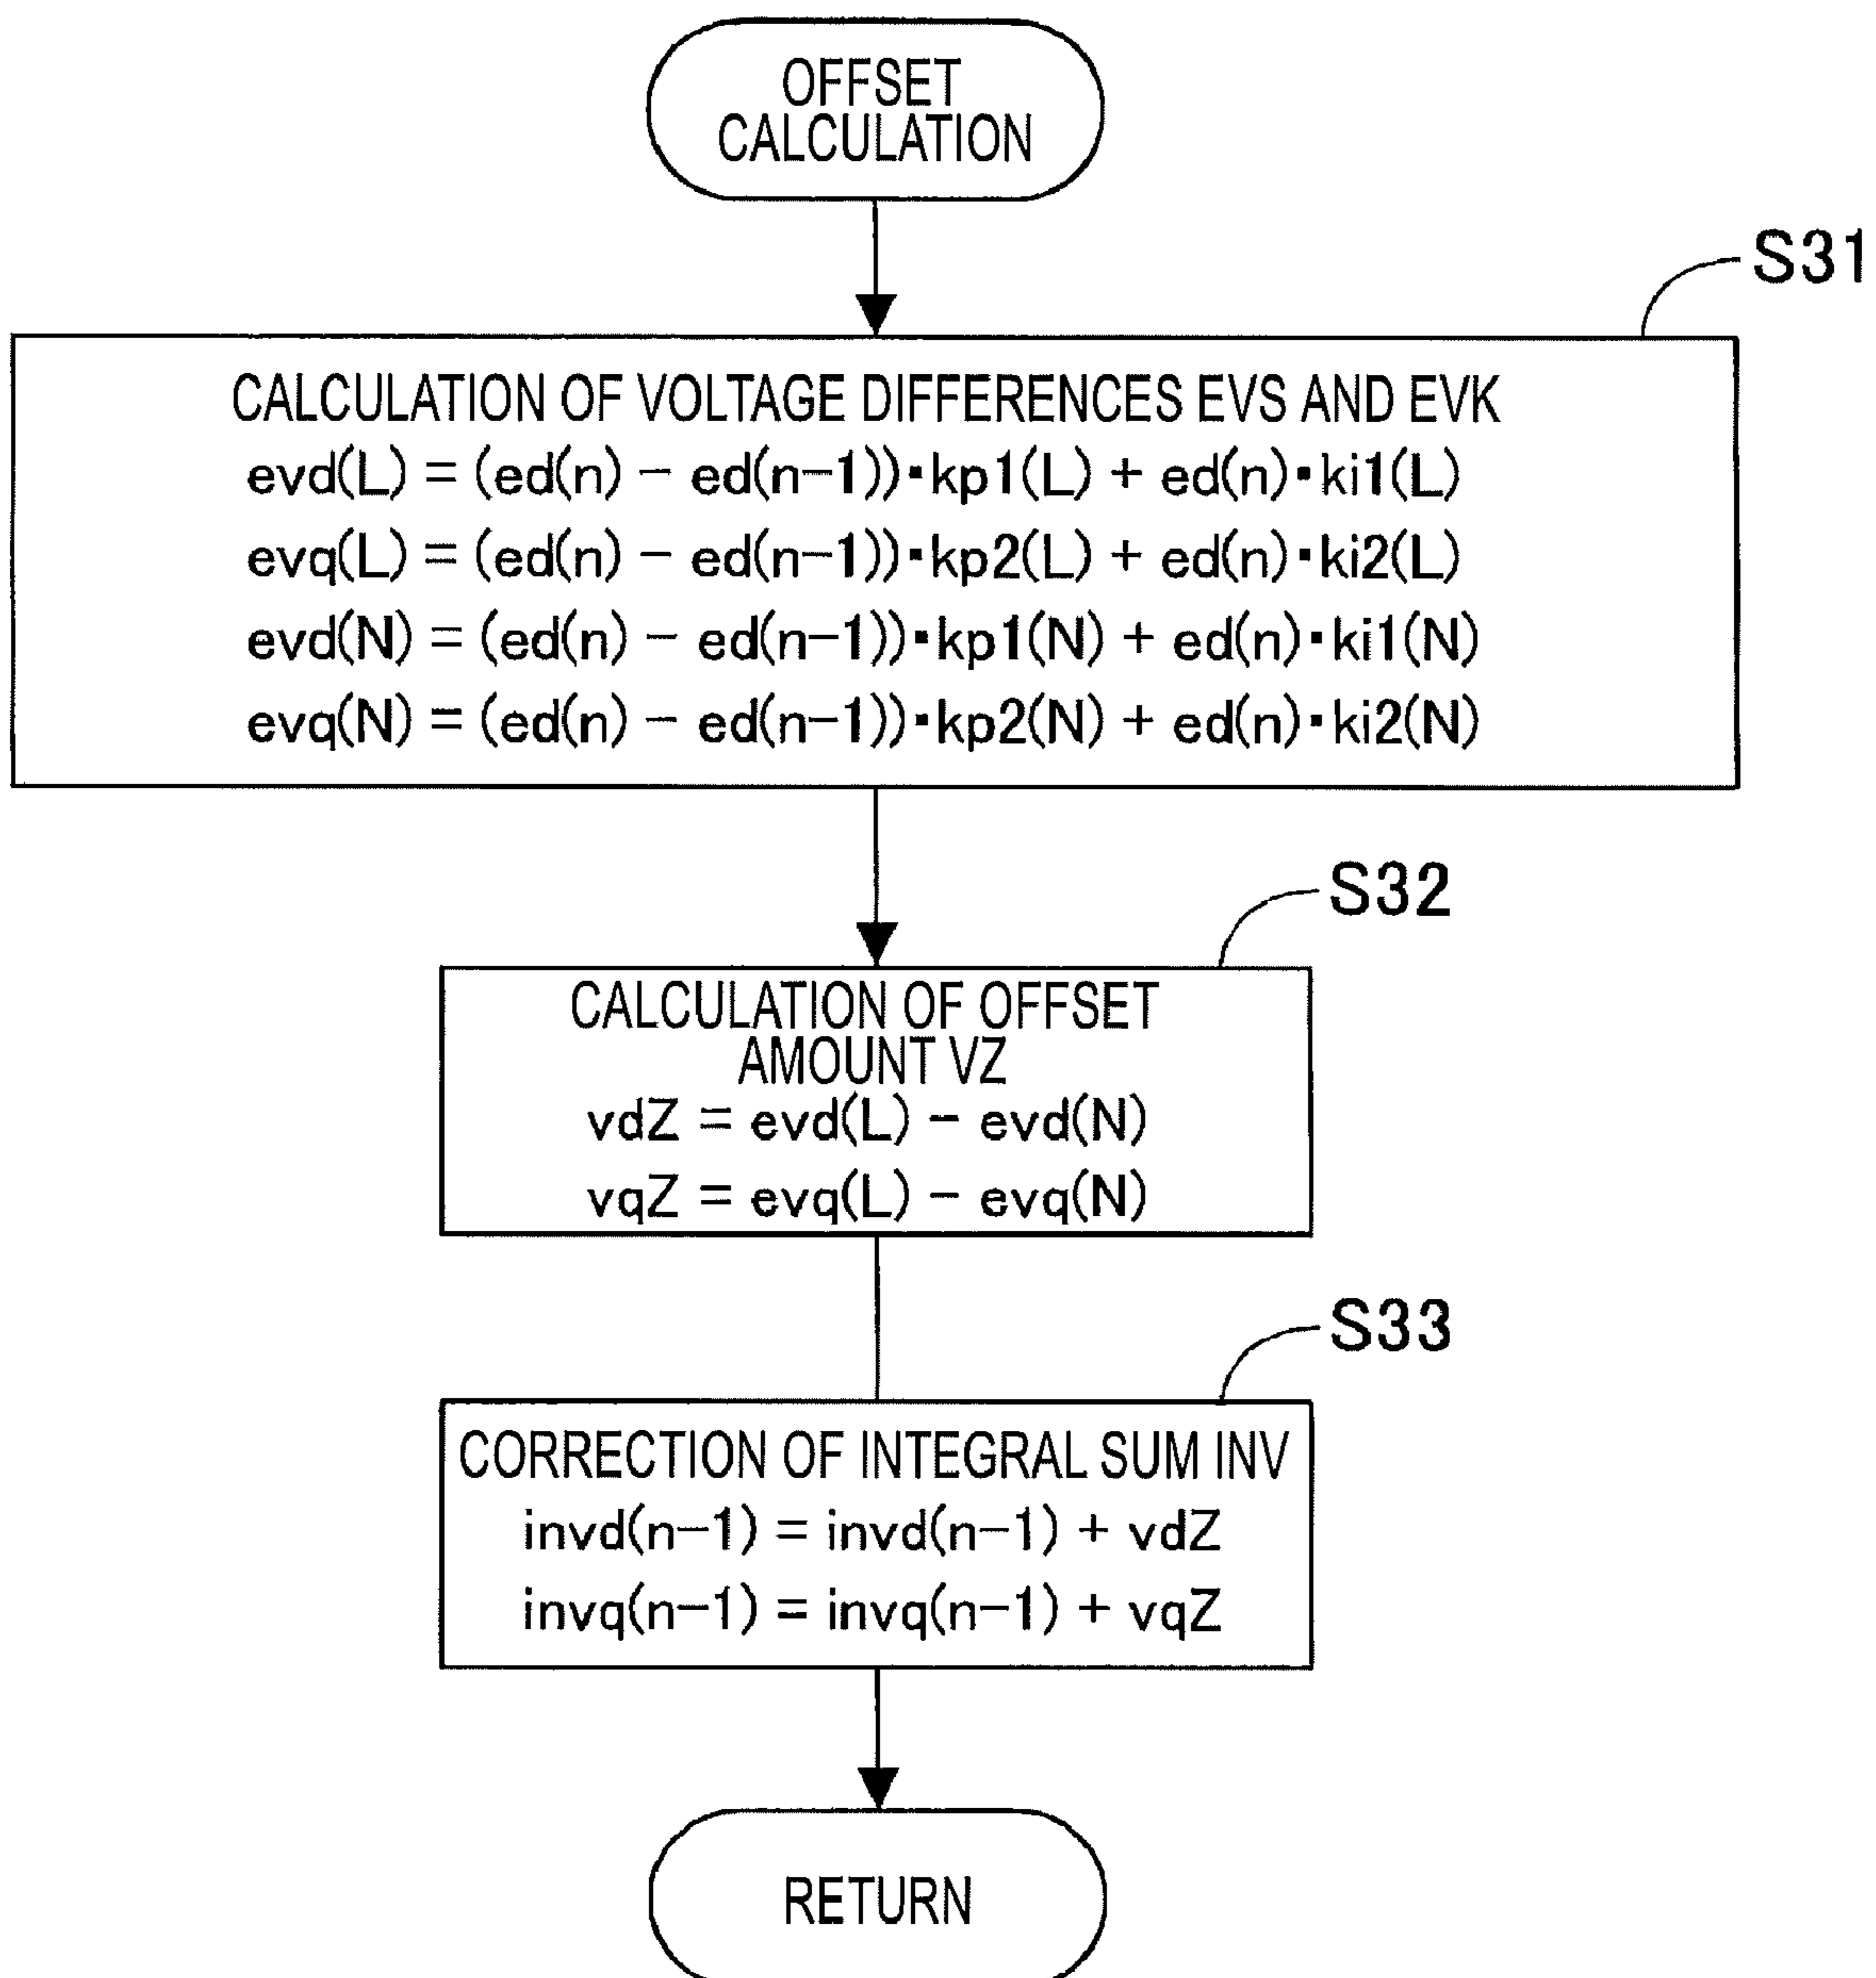 OFFSET
CALCULATION
S31
CALCULATION OF VOLTAGE DIFFERENCES EVS AND EVK
evd(L) = (ed(n) − ed(n−1))·kp1(L) + ed(n)·ki1(L)
evq(L) = (ed(n) − ed(n−1))·kp2(L) + ed(n)·ki2(L)
evd(N) = (ed(n) − ed(n−1))·kp1(N) + ed(n)·ki1(N)
evq(N) = (ed(n) − ed(n−1))·kp2(N) + ed(n)·ki2(N)
S32
CALCULATION OF OFFSET
AMOUNT VZ
vdZ = evd(L) − evd(N)
vqZ = evq(L) − evq(N)
S33
CORRECTION OF INTEGRAL SUM INV
invd(n−1) = invd(n−1) + vdZ
invq(n−1) = invq(n−1) + vqZ
RETURN